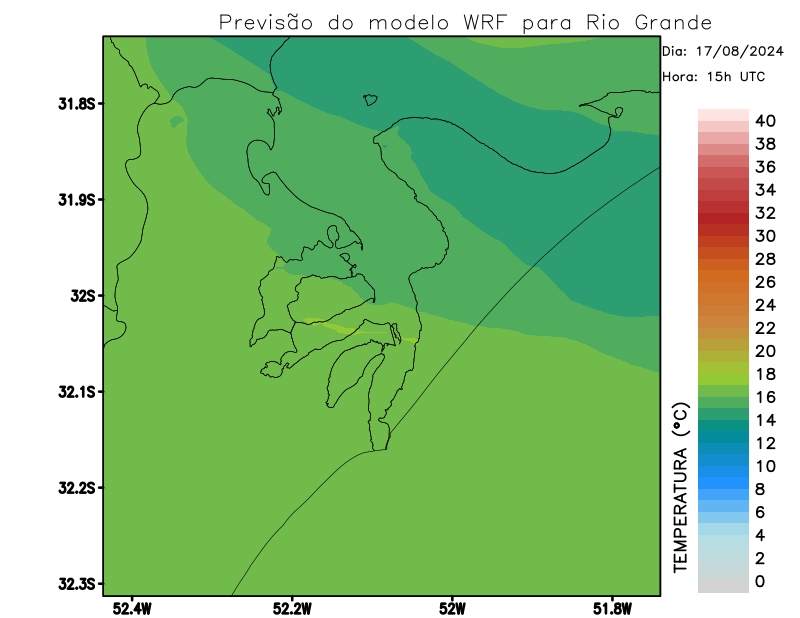 Previsão do modelo WRF para Rio Grande
Dia: 17/08/2024
Hora: 15h UTC
31.8S
31.9S
32S
32.1S
32.2S
32.3S
52.4W
52.2W
52W
51.8W
TEMPERATURA (°C)
40
38
36
34
32
30
28
26
24
22
20
18
16
14
12
10
8
6
4
2
0